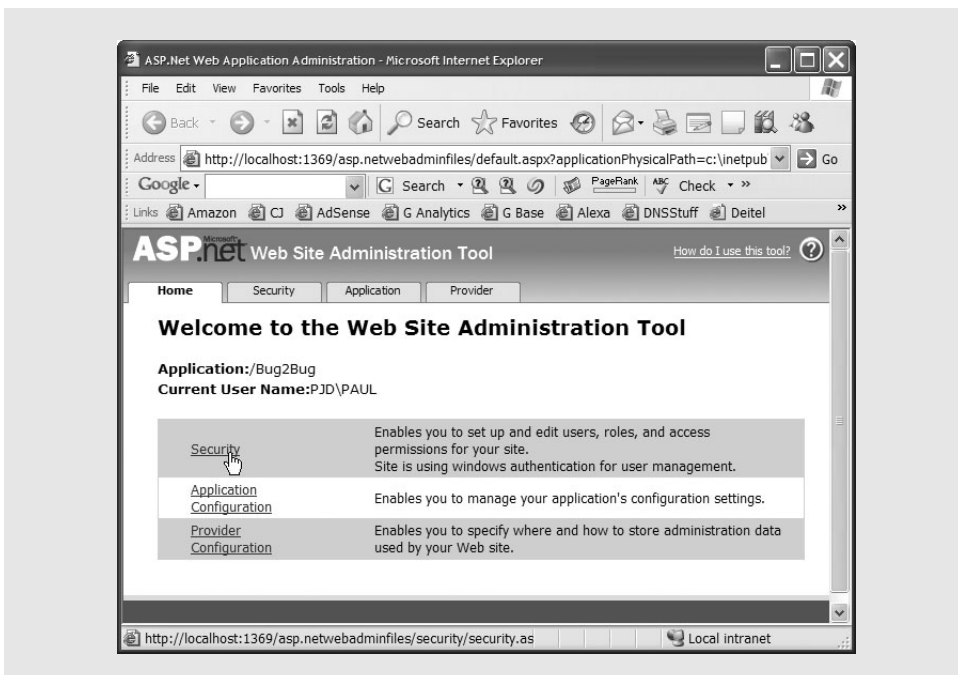 ASP.Net Web Application Administration - Microsoft Internet Explorer
File Edit View Favorites Tools Help
Back Search Favorites
Address http://localhost:1369/asp.netwebadminfiles/default.aspx?applicationPhysicalPath=c:\inetpub Go
Google Search PageRank ABC Check »
Links Amazon CJ AdSense G Analytics G Base Alexa DNSStuff Deitel »
Microsoft ASP.net Web Site Administration Tool How do I use this tool? ?
Home Security Application Provider
Welcome to the Web Site Administration Tool
Application:/Bug2Bug
Current User Name:PJD\PAUL
Security
Enables you to set up and edit users, roles, and access
permissions for your site.
Site is using windows authentication for user management.
Application
Configuration
Enables you to manage your application's configuration settings.
Provider
Configuration
Enables you to specify where and how to store administration data
used by your Web site.
http://localhost:1369/asp.netwebadminfiles/security/security.as Local intranet